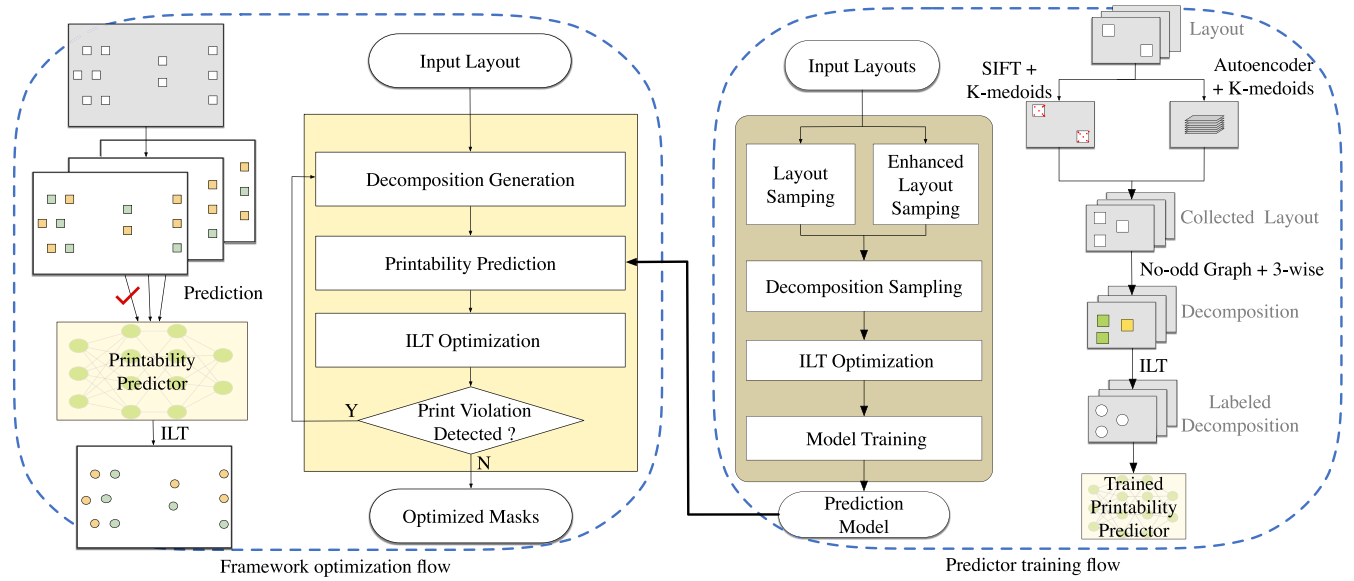 Input Layout
Decomposition Generation
Printability Prediction
ILT Optimization
Print Violation
Detected ?
Y
N
Optimized Masks
Prediction
Printability
Predictor
ILT
Framework optimization flow
Input Layouts
Layout
Samping
Enhanced
Layout
Samping
Decomposition Sampling
ILT Optimization
Model Training
Prediction
Model
Layout
SIFT +
K-medoids
Autoencoder
+ K-medoids
Collected Layout
No-odd Graph + 3-wise
Decomposition
ILT
Labeled
Decomposition
Trained
Printability
Predictor
Predictor training flow